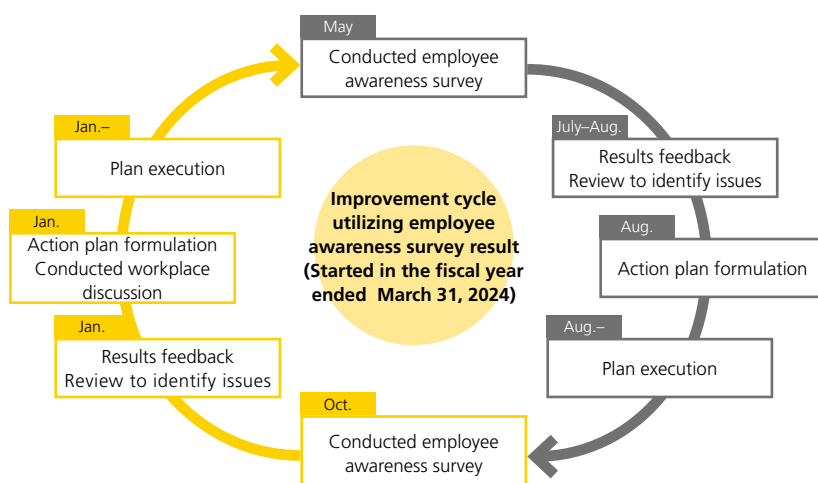 May
Conducted employee
awareness survey
July–Aug.
Results feedback
Review to identify issues
Aug.
Action plan formulation
Aug.–
Plan execution
Oct.
Conducted employee
awareness survey
Jan.
Results feedback
Review to identify issues
Jan.
Action plan formulation
Conducted workplace
discussion
Jan.–
Plan execution
Improvement cycle
utilizing employee
awareness survey result
(Started in the fiscal year
ended March 31, 2024)